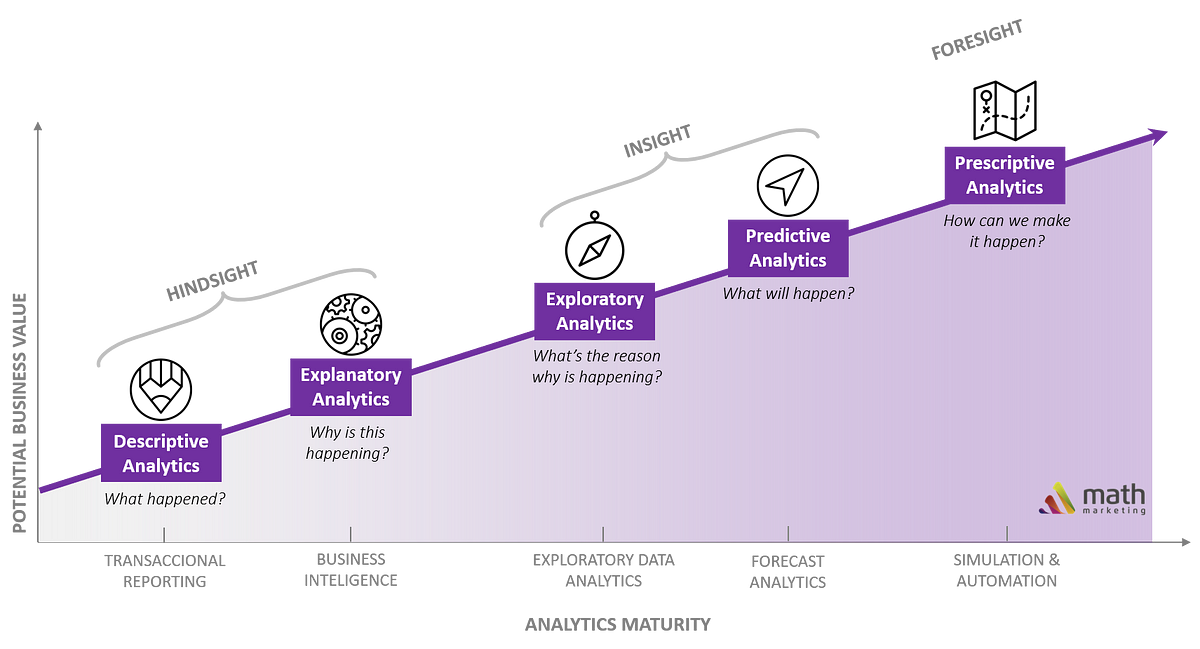 FORESIGHT
INSIGHT
HINDSIGHT
POTENTIAL BUSINESS VALUE
Descriptive
Analytics
What happened?
Explanatory
Analytics
Why is this
happening?
Exploratory
Analytics
What's the reason
why is happening?
Predictive
Analytics
What will happen?
Prescriptive
Analytics
How can we make
it happen?
math
marketing
TRANSACCIONAL
REPORTING
BUSINESS
INTELIGENCE
EXPLORATORY DATA
ANALYTICS
FORECAST
ANALYTICS
SIMULATION &
AUTOMATION
ANALYTICS MATURITY